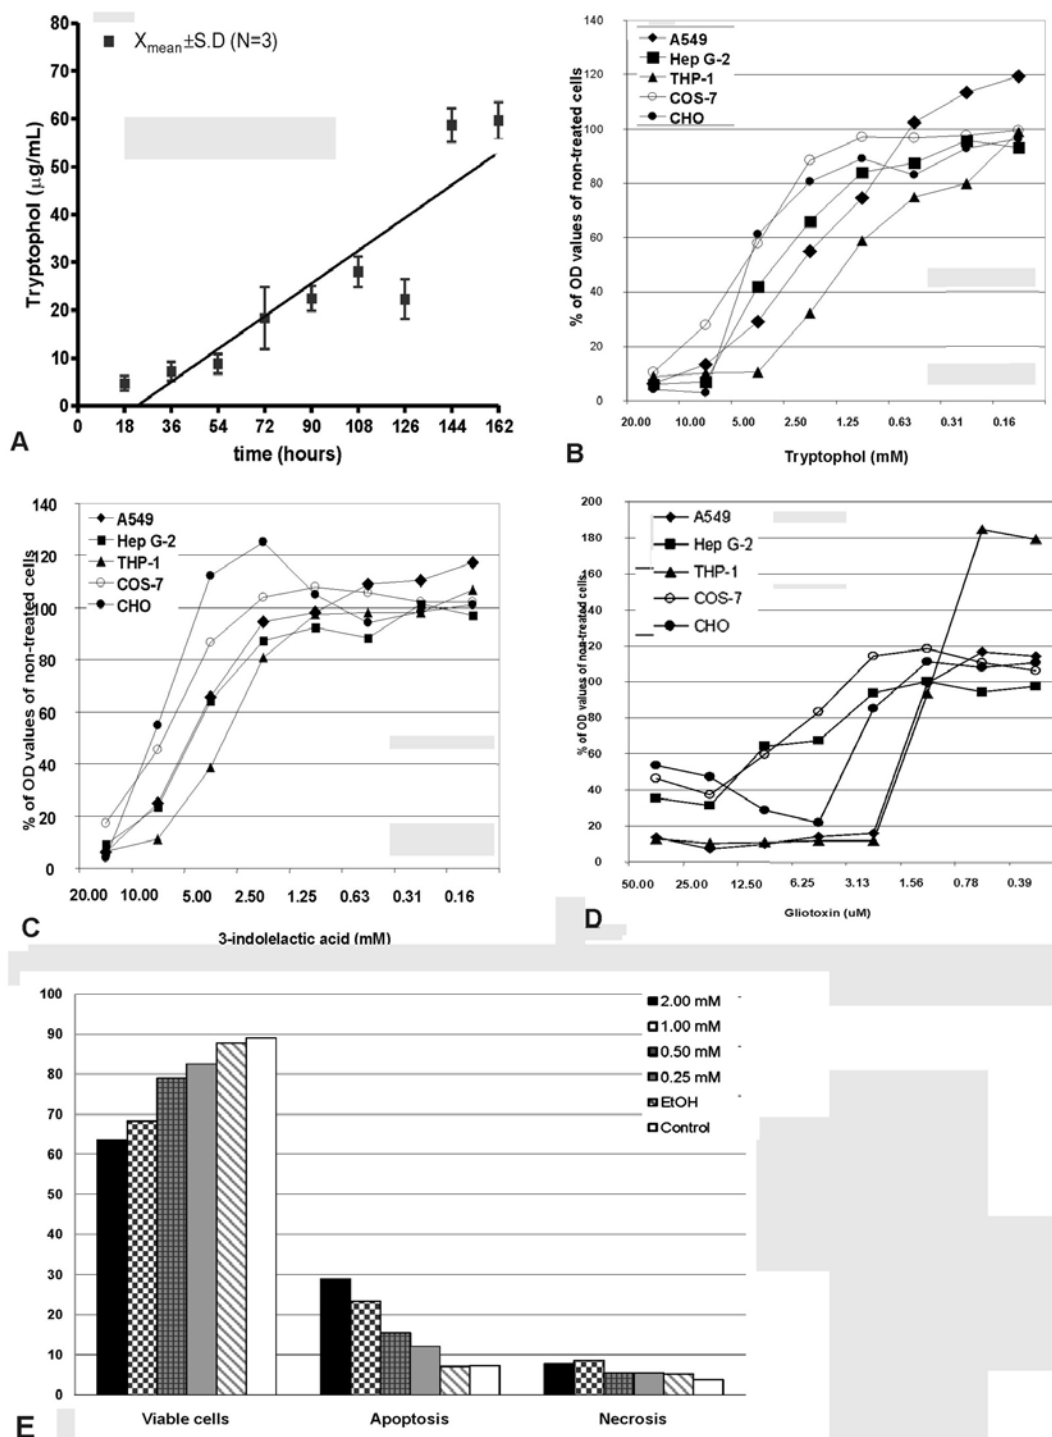 80
70
60
50
40
30
20
10
0
X mean ±S.D (N=3)
Tryptophol (µg/mL)
0 18 36 54 72 90 108 126 144 162
time (hours)
A
140
120
100
80
60
40
20
0
A549
Hep G-2
THP-1
COS-7
CHO
% of OD values of non-treated cells
20.00 10.00 5.00 2.50 1.25 0.63 0.31 0.16
Tryptophol (mM)
B
140
120
100
80
60
40
20
0
A549
Hep G-2
THP-1
COS-7
CHO
% of OD values of non-treated cells
20.00 10.00 5.00 2.50 1.25 0.63 0.31 0.16
3-indolelactic acid (mM)
C
200
180
160
140
120
100
80
60
40
20
0
A549
Hep G-2
THP-1
COS-7
CHO
% of OD values of non-treated cells.
50.00 25.00 12.50 6.25 3.13 1.56 0.78 0.39
Gliotoxin (uM)
D
100
90
80
70
60
50
40
30
20
10
0
2.00 mM
1.00 mM
0.50 mM
0.25 mM
EtOH
Control
Viable cells Apoptosis Necrosis
E